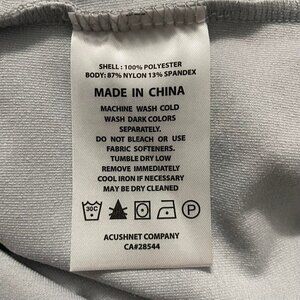 SHELL: 100% POLYESTER
BODY: 87% NYLON 13% SPANDEX
MADE IN CHINA
MACHINE WASH COLD
WASH DARK COLORS
SEPARATELY.
DO NOT BLEACH OR USE
FABRIC SOFTENERS.
TUMBLE DRY LOW
REMOVE IMMEDIATELY
COOL IRON IF NECESSARY
MAY BE DRY CLEANED
30C P
ACUSHNET COMPANY
CA#28544